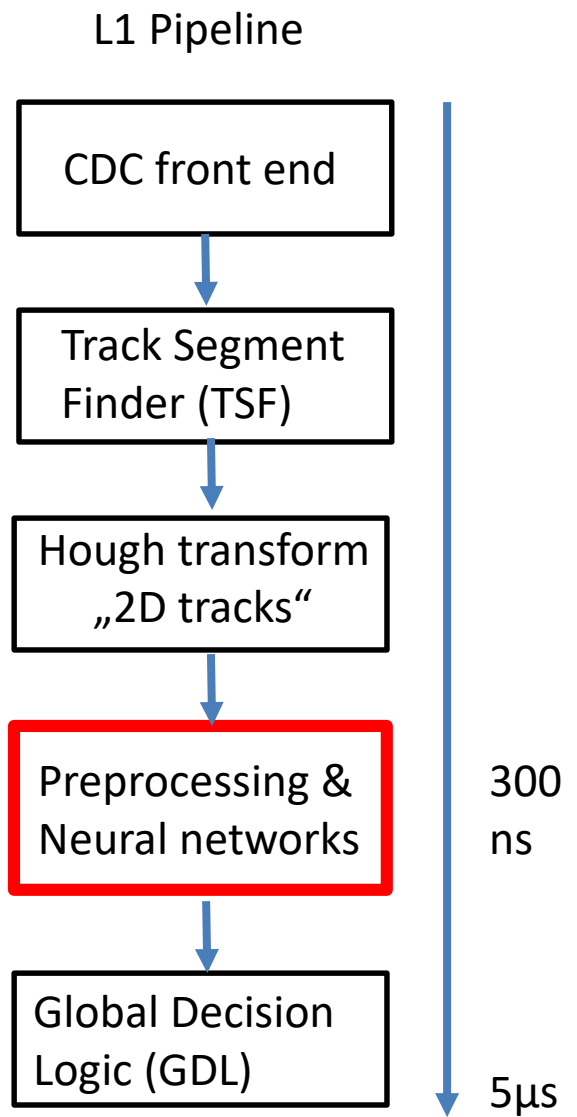 L1 Pipeline
CDC front end
Track Segment
Finder (TSF)
Hough transform
„2D tracks“
Preprocessing &
Neural networks
300
ns
Global Decision
Logic (GDL)
5µs